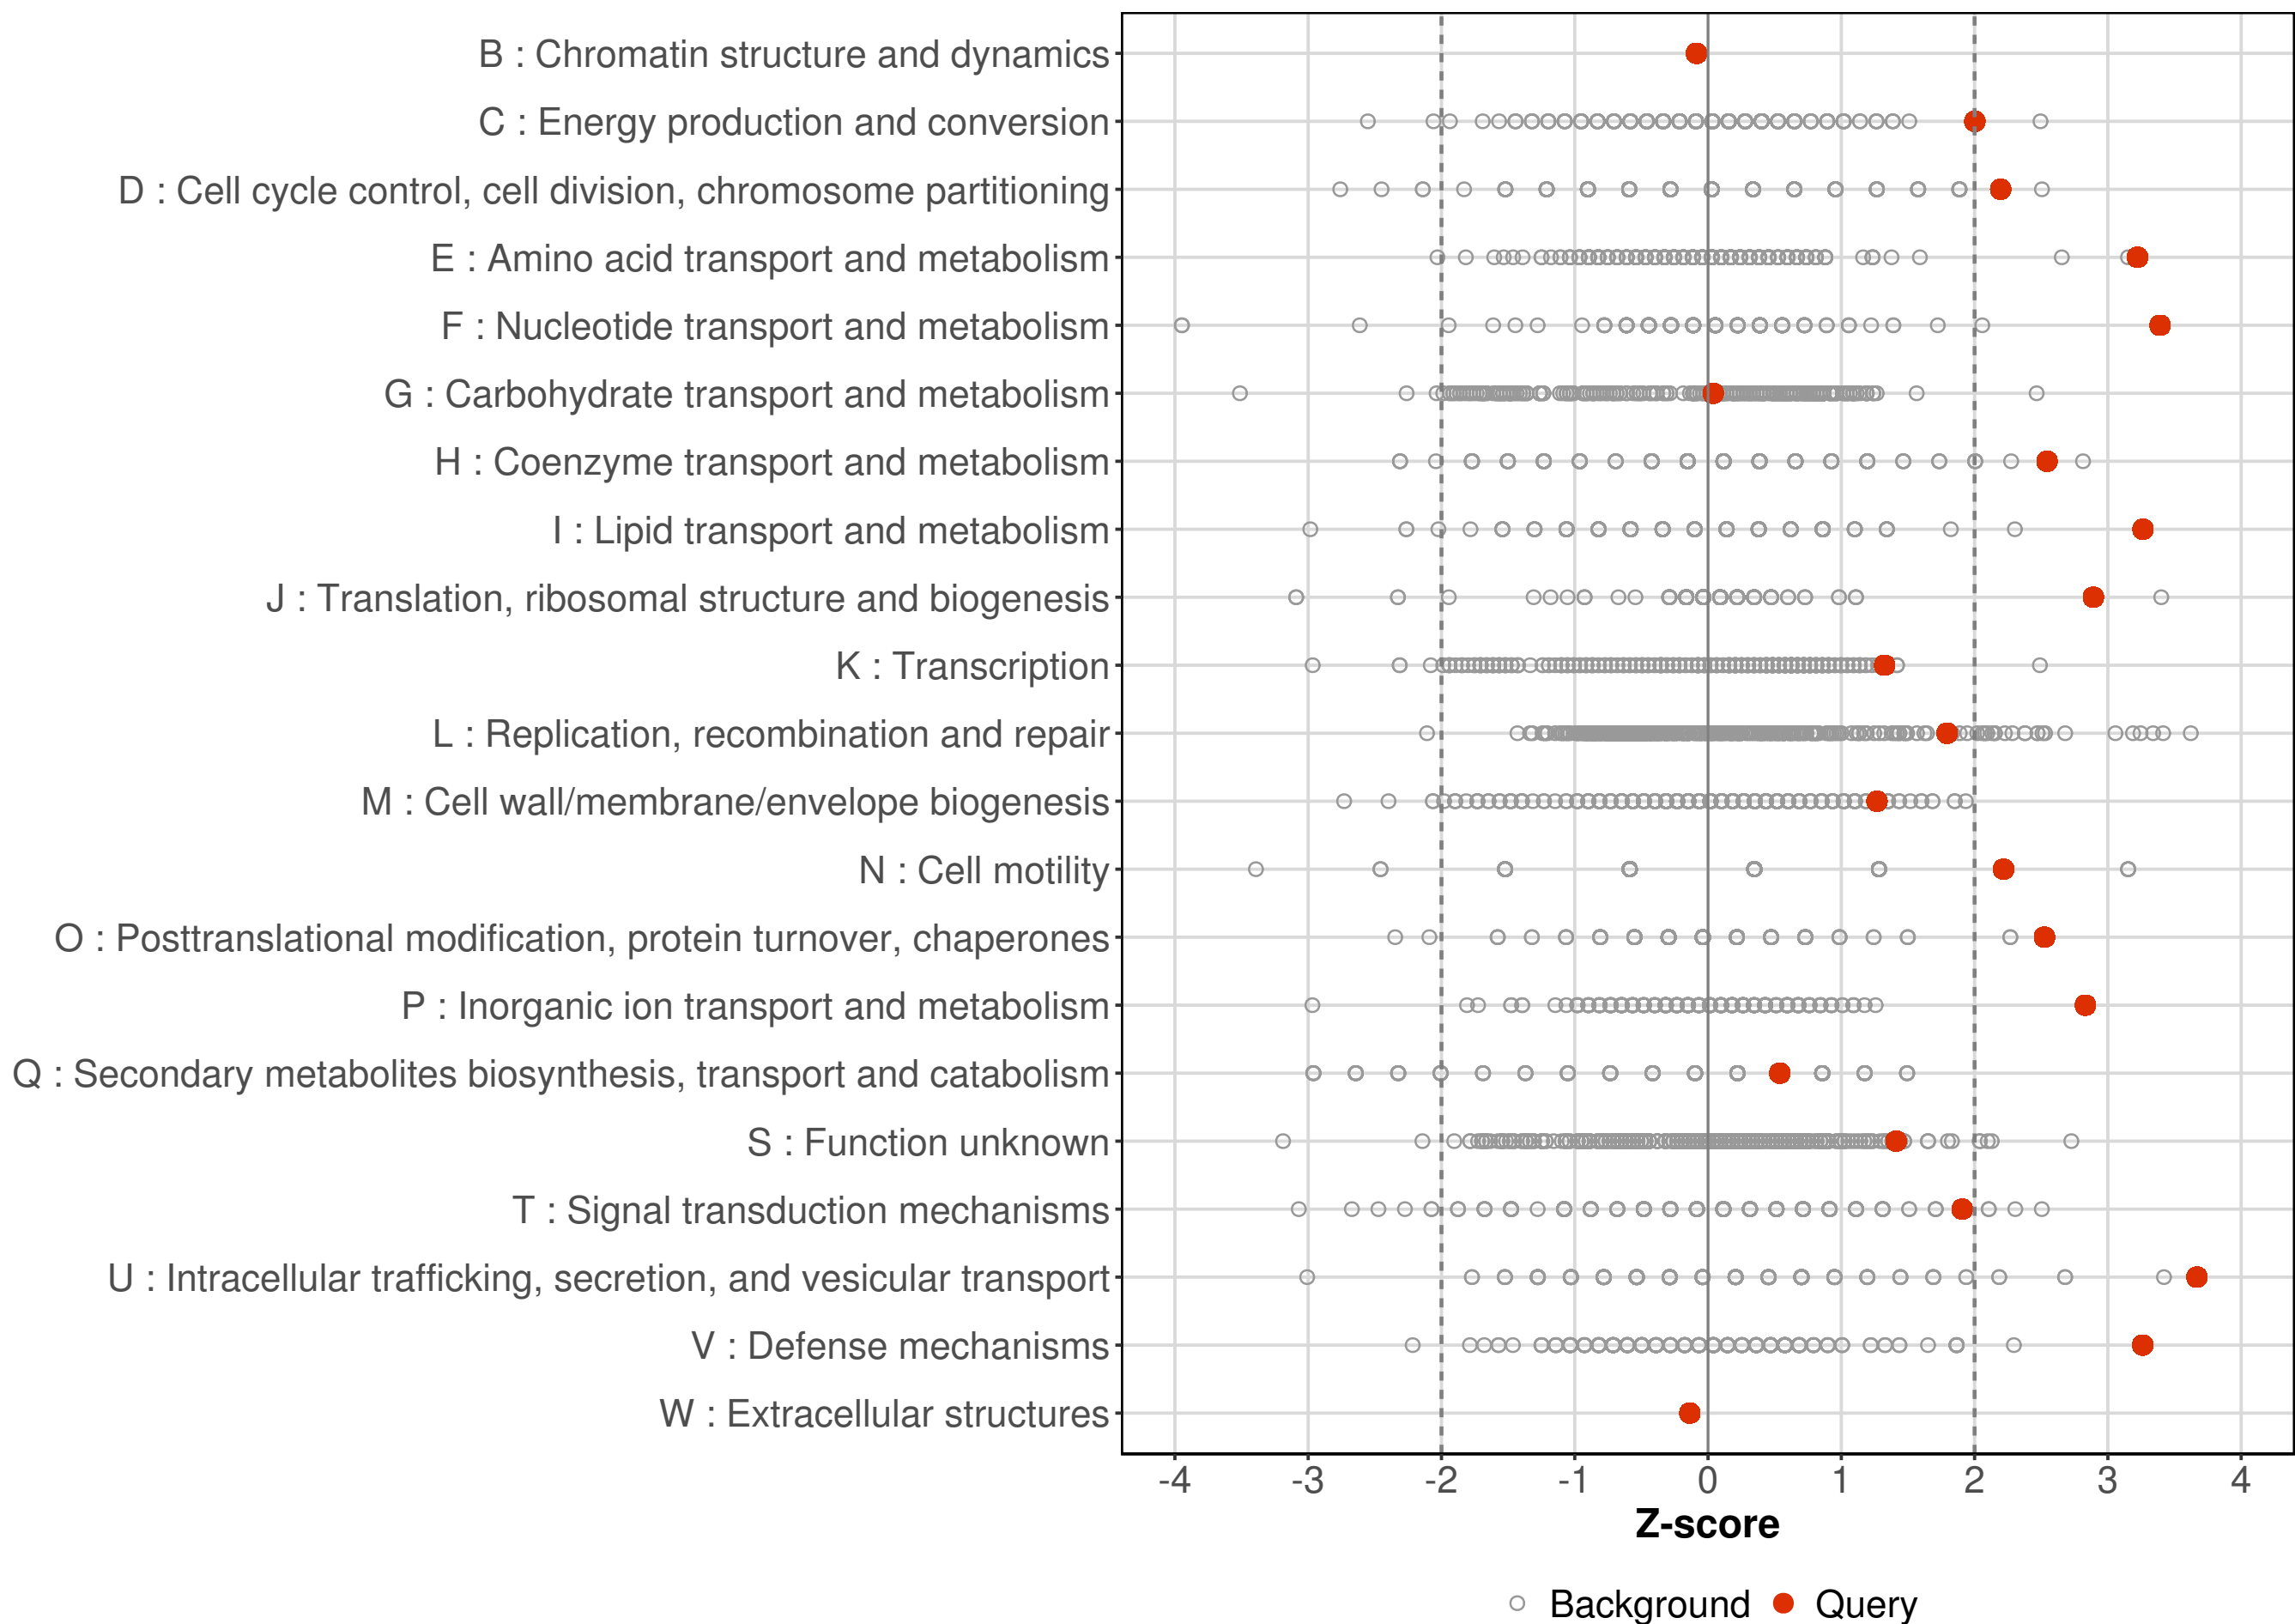 B : Chromatin structure and dynamics
C : Energy production and conversion
D : Cell cycle control, cell division, chromosome partitioning
E : Amino acid transport and metabolism
F : Nucleotide transport and metabolism
G : Carbohydrate transport and metabolism
H : Coenzyme transport and metabolism
I : Lipid transport and metabolism
J : Translation, ribosomal structure and biogenesis
K : Transcription
L : Replication, recombination and repair
M : Cell wall/membrane/envelope biogenesis
N : Cell motility
O : Posttranslational modification, protein turnover, chaperones
P : Inorganic ion transport and metabolism
Q : Secondary metabolites biosynthesis, transport and catabolism
S : Function unknown
T : Signal transduction mechanisms
U : Intracellular trafficking, secretion, and vesicular transport
V : Defense mechanisms
W : Extracellular structures
-4 -3 -2 -1 0 1 2 3 4
Z-score
Background Query